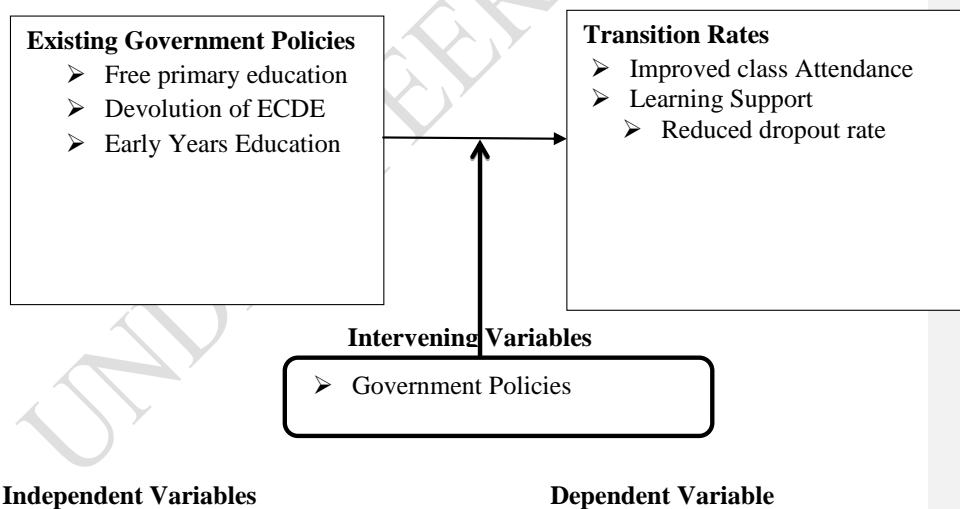 Existing Government Policies
➢ Free primary education
➢ Devolution of ECDE
➢ Early Years Education
Transition Rates
➢ Improved class Attendance
➢ Learning Support
➢ Reduced dropout rate
Intervening Variables
➢ Government Policies
Independent Variables
Dependent Variable